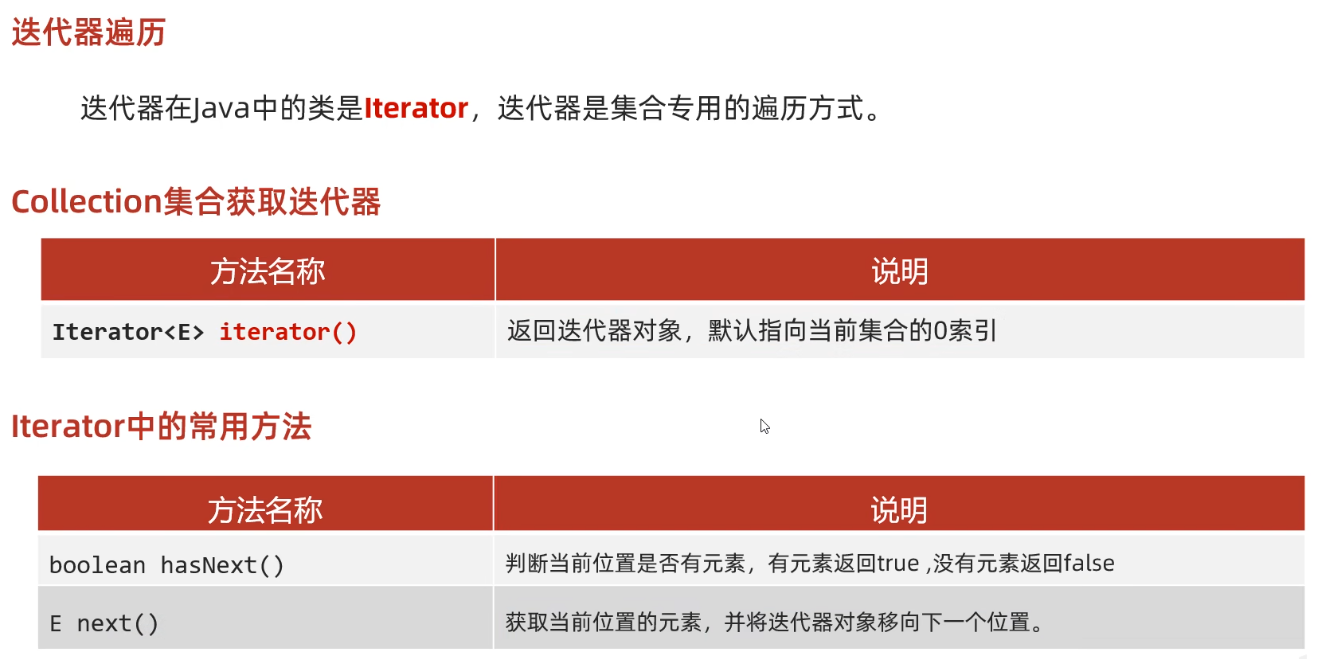 迭代器遍历
迭代器在Java中的类是Iterator，迭代器是集合专用的遍历方式。
Collection集合获取迭代器
方法名称 说明
Iterator<E> iterator() 返回迭代器对象，默认指向当前集合的0索引
Iterator中的常用方法
方法名称 说明
boolean hasNext() 判断当前位置是否有元素，有元素返回true ,没有元素返回false
E next() 获取当前位置的元素，并将迭代器对象移向下一个位置。